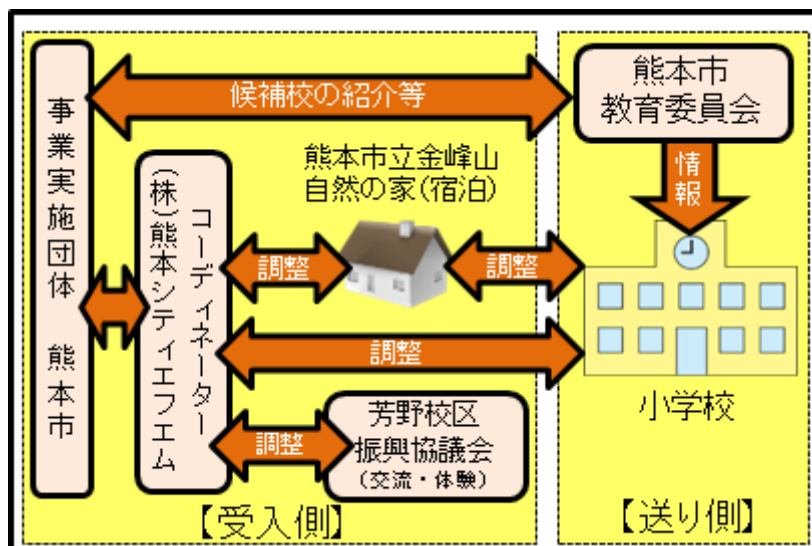 事業実施団体　熊本市
候補校の紹介等
熊本市
教育委員会
情報
コーディネーター
(株)熊本シティエフエム
熊本市立金峰山
自然の家(宿泊)
調整
調整
調整
小学校
調整
芳野校区
振興協議会
(交流・体験)
【受入側】
【送り側】